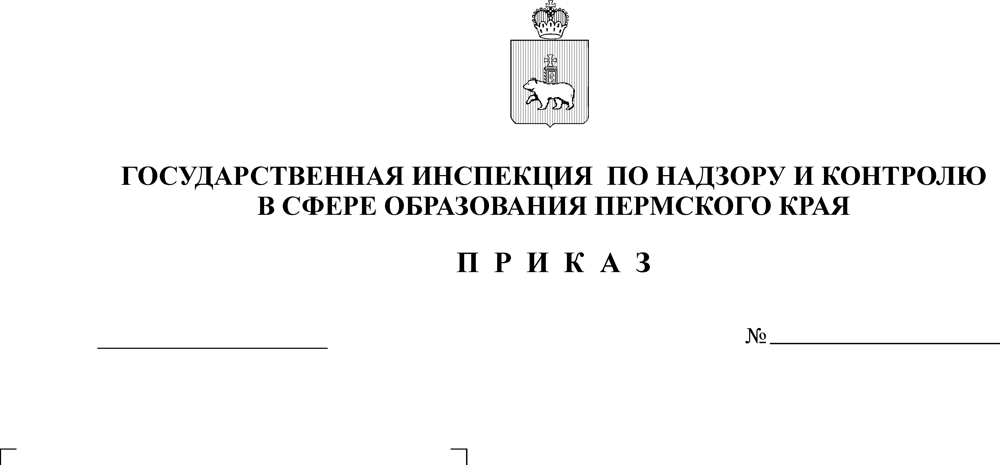 ГОСУДАРСТВЕННАЯ ИНСПЕКЦИЯ  ПО НАДЗОРУ И КОНТРОЛЮ
В СФЕРЕ ОБРАЗОВАНИЯ ПЕРМСКОГО КРАЯ
П Р И К А З
№